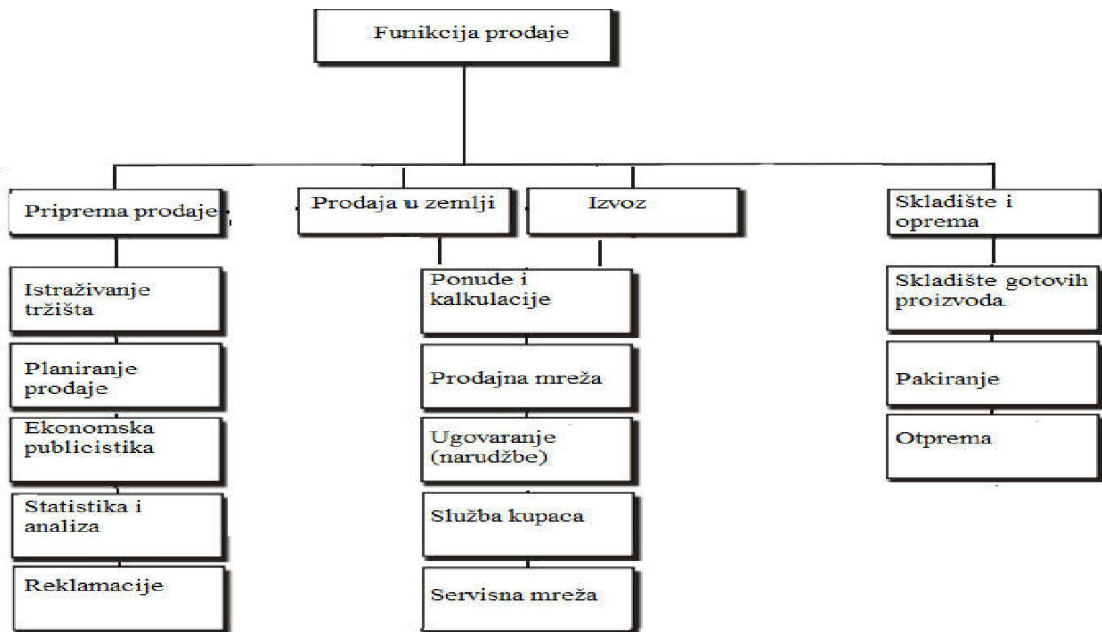 Funikcija prodaje
Priprema prodaje
Prodaja u zemlji
Izvoz
Skladište i
oprema
Istraživanje
tržišta
Planiranje
prodaje
Ekonomska
publicistika
Statistika i
analiza
Reklamacije
Ponude i
kalkulacije
Prodajna mreža
Ugovaranje
(narudžbe)
Služba kupaca
Servisna mreža
Skladište gotovih
proizvoda
Pakiranje
Otprema